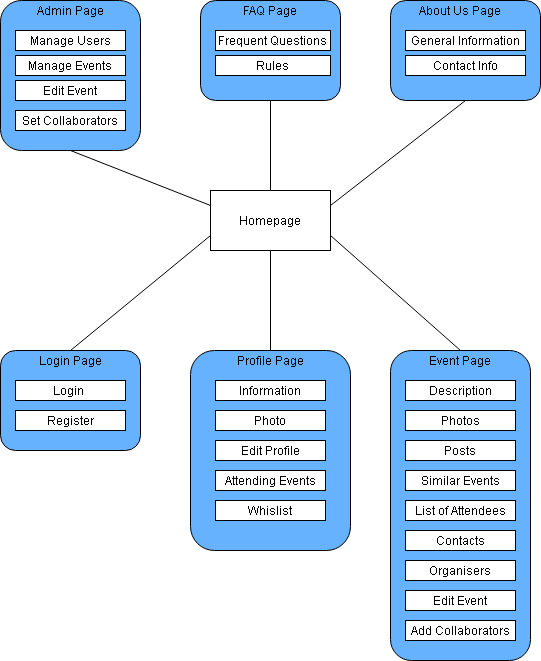 Admin Page
Manage Users
Manage Events
Edit Event
Set Collaborators
FAQ Page
Frequent Questions
Rules
About Us Page
General Information
Contact Info
Homepage
Login Page
Login
Register
Profile Page
Information
Photo
Edit Profile
Attending Events
Whislist
Event Page
Description
Photos
Posts
Similar Events
List of Attendees
Contacts
Organisers
Edit Event
Add Collaborators